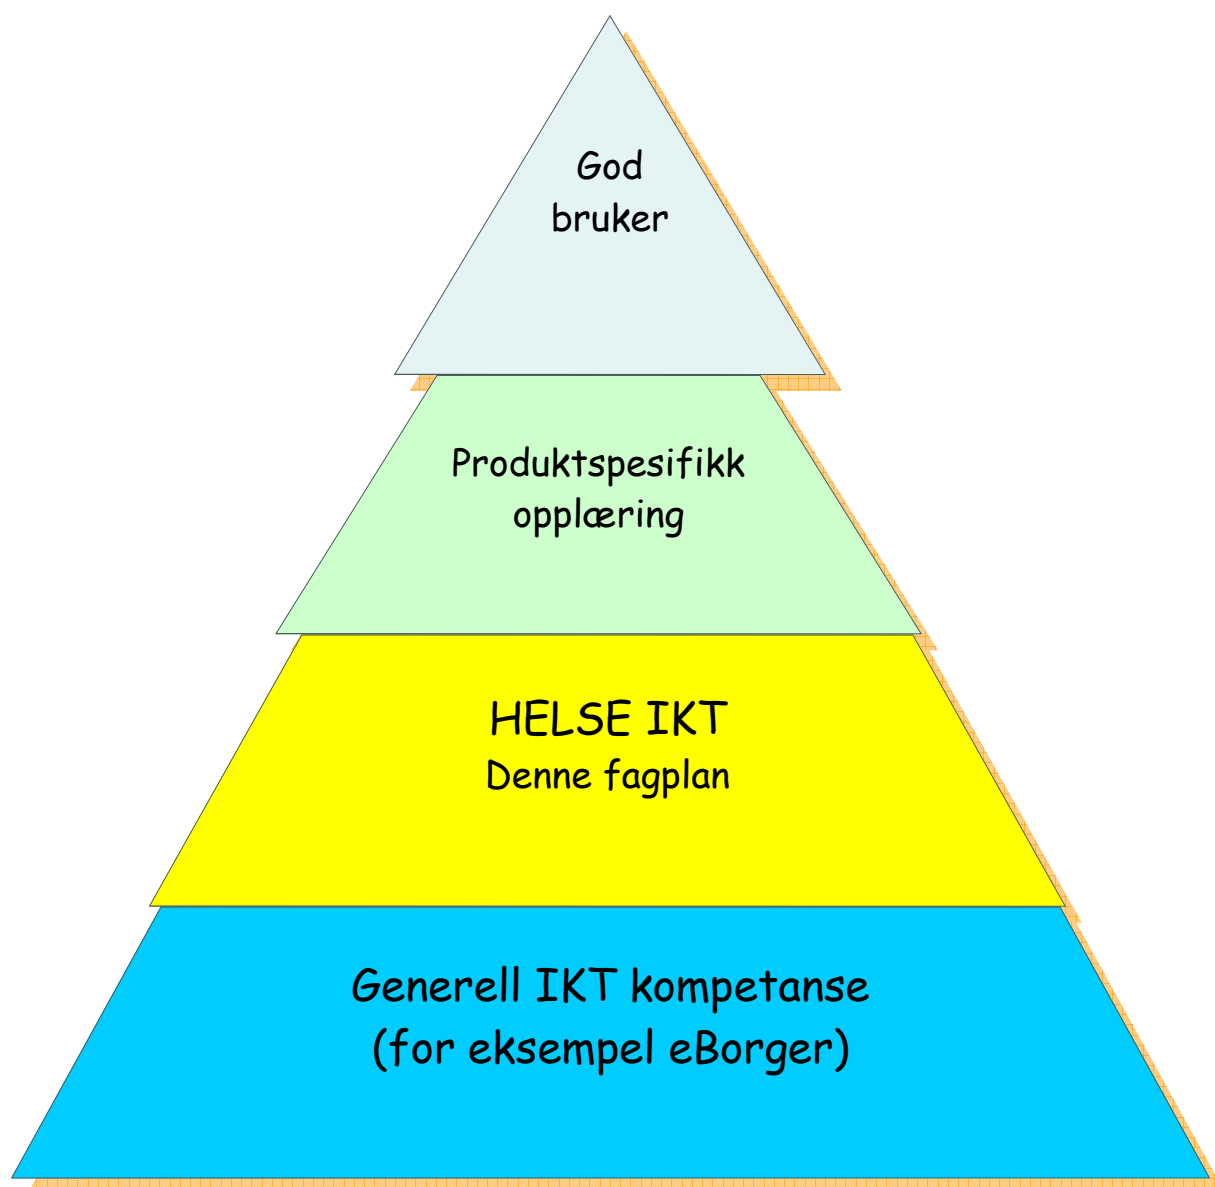 God
bruker
Produktspesifikk
opplæring
HELSE IKT
Denne fagplan
Generell IKT kompetanse
(for eksempel eBorger)